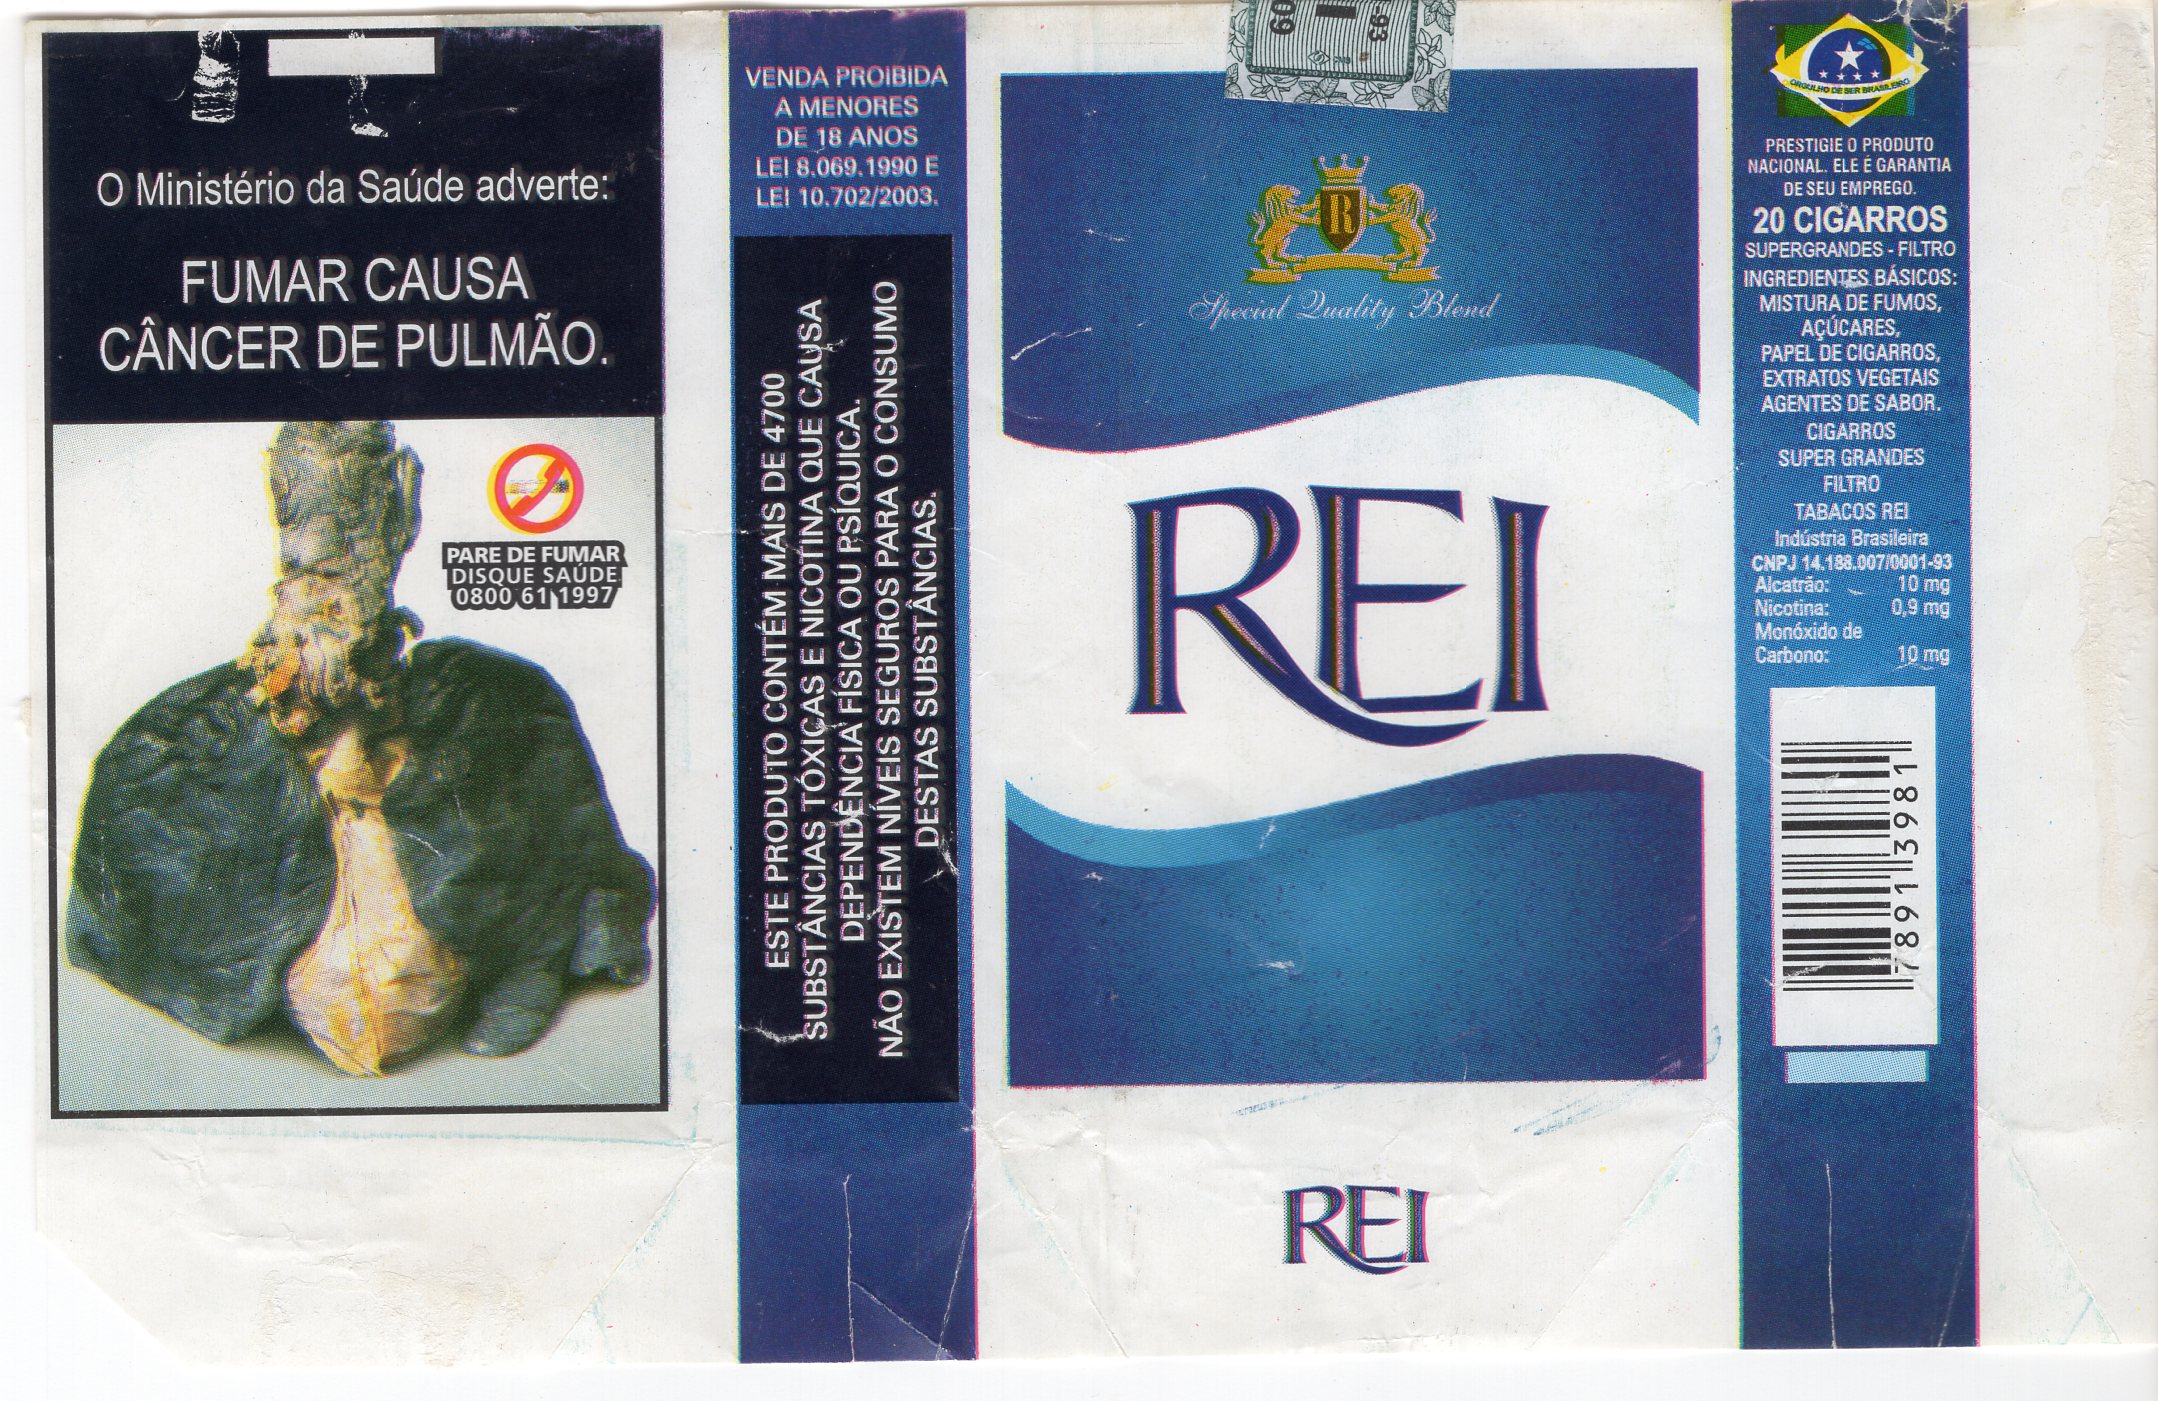 O Ministério da Saúde adverte:
FUMAR CAUSA
CÂNCER DE PULMÃO.
PARE DE FUMAR
DISQUE SAÚDE
0800 61 1997
VENDA PROIBIDA
A MENORES
DE 18 ANOS
LEI 8.069.1990 E
LEI 10.702/2003.
ESTE PRODUTO CONTÉM MAIS DE 4700
SUBSTÂNCIAS TÓXICAS E NICOTINA QUE CAUSA
DEPENDÊNCIA FÍSICA OU PSÍQUICA.
NÃO EXISTEM NÍVEIS SEGUROS PARA O CONSUMO
DESTAS SUBSTÂNCIAS.
R
Special Quality Blend
REI
REI
ORGULHO DE SER BRASILEIRO
PRESTIGIE O PRODUTO
NACIONAL. ELE É GARANTIA
DE SEU EMPREGO.
20 CIGARROS
SUPERGRANDES - FILTRO
INGREDIENTES BÁSICOS:
MISTURA DE FUMOS,
AÇÚCARES,
PAPEL DE CIGARROS,
EXTRATOS VEGETAIS
AGENTES DE SABOR.
CIGARROS
SUPER GRANDES
FILTRO
TABACOS REI
Indústria Brasileira
CNPJ 14.188.007/0001-93
Alcatrão: 10 mg
Nicotina: 0,9 mg
Monóxido de
Carbono: 10 mg
78913981